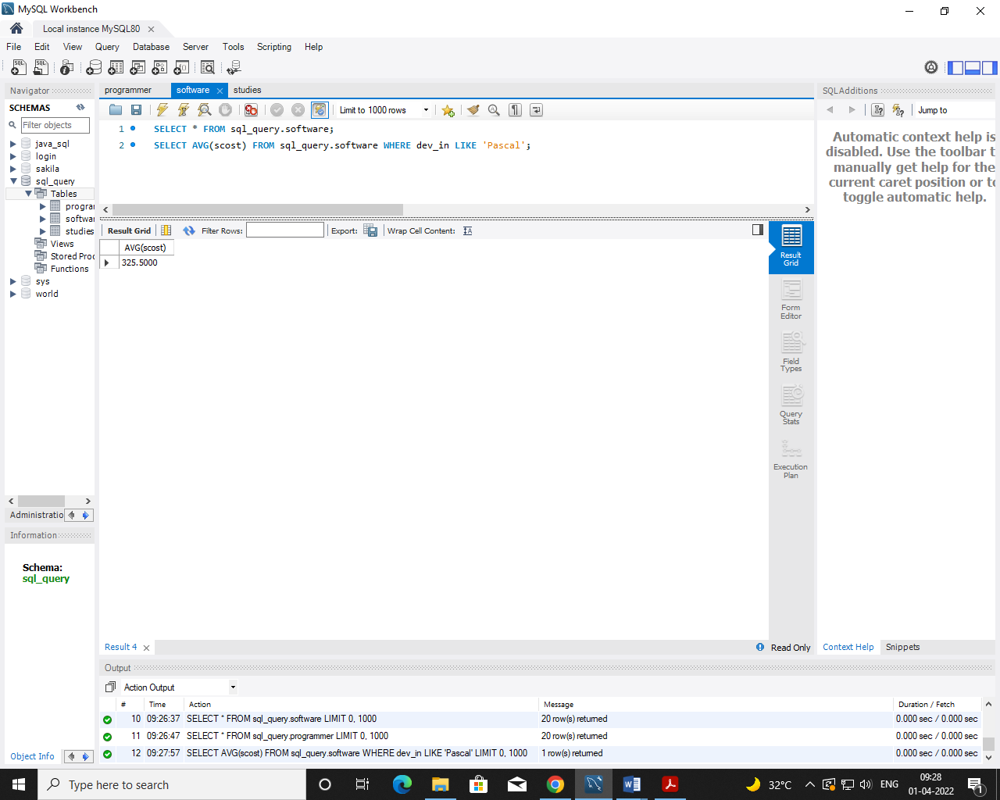 MySQL Workbench
Local instance MySQL80
File Edit View Query Database Server Tools Scripting Help
Navigator
SCHEMAS
Filter objects
java_sql
login
sakila
sql_query
Tables
program
softwar
studies
Views
Stored Proc
Functions
sys
world
Administratio
Information
Schema:
sql_query
Object Info
programmer software studies
Limit to 1000 rows
1 SELECT * FROM sql_query.software;
2 SELECT AVG(scost) FROM sql_query.software WHERE dev_in LIKE 'Pascal';
Result Grid Filter Rows: Export: Wrap Cell Content:
AVG(scost)
325.5000
Result
Grid
Form
Editor
Field
Types
Query
Stats
Execution
Plan
Result 4
Read Only
SQLAdditions
Jump to
Automatic context help is
disabled. Use the toolbar t
manually get help for the
current caret position or to
toggle automatic help.
Context Help Snippets
Output
Action Output
# Time Action Message Duration / Fetch
10 09:26:37 SELECT * FROM sql_query.software LIMIT 0, 1000 20 row(s) returned 0.000 sec / 0.000 sec
11 09:26:47 SELECT * FROM sql_query.programmer LIMIT 0, 1000 20 row(s) returned 0.000 sec / 0.000 sec
12 09:27:57 SELECT AVG(scost) FROM sql_query.software WHERE dev_in LIKE 'Pascal' LIMIT 0, 1000 1 row(s) returned 0.000 sec / 0.000 sec
Type here to search
32°C
ENG
09:28
01-04-2022
1